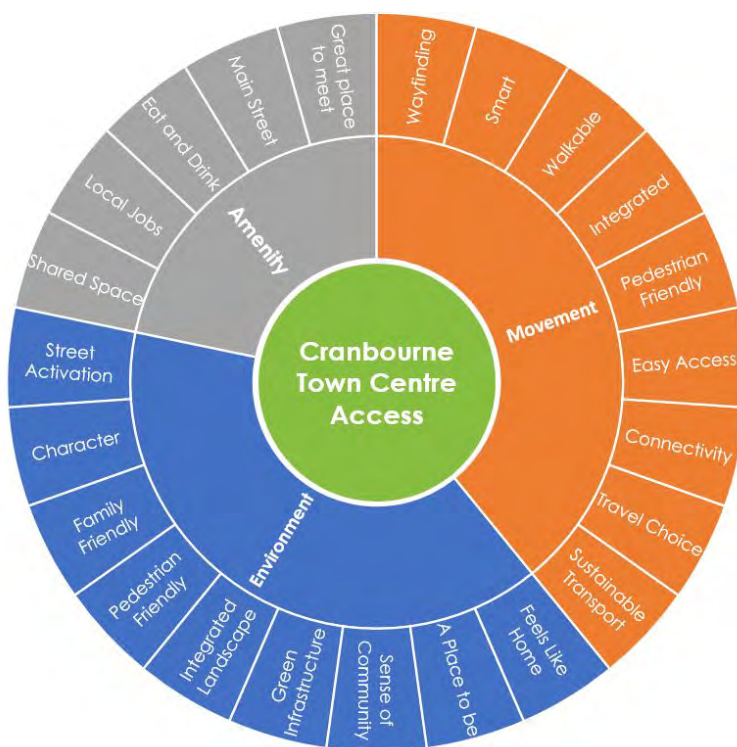 Cranbourne
Town Centre
Access
Movement
Wayfinding
Smart
Walkable
Integrated
Pedestrian
Friendly
Easy Access
Connectivity
Travel Choice
Sustainable
Transport
Environment
Feels Like
Home
A Place to be
Sense of
Community
Green
Infrastructure
Integrated
Landscape
Pedestrian
Friendly
Family
Friendly
Character
Street
Activation
Amenity
Shared Space
Local Jobs
Eat and Drink
Main Street
Great place
to meet